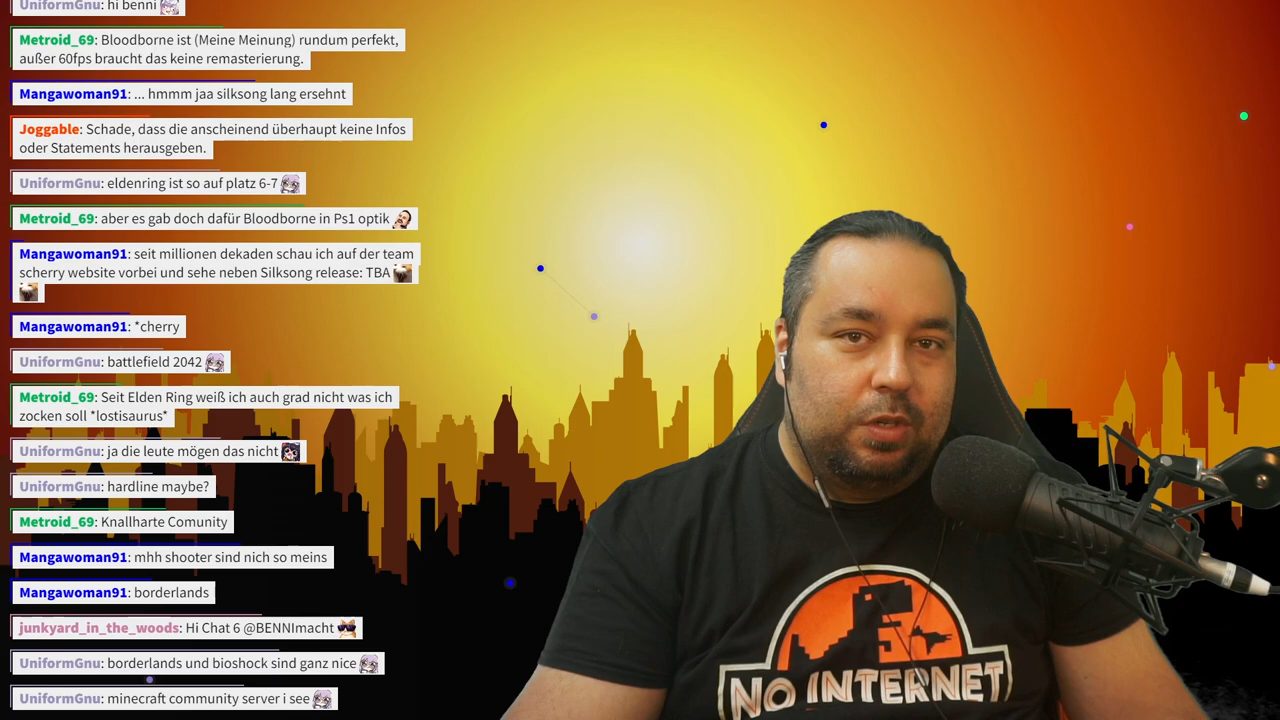 UniformGnu: hi benni
Metroid_69: Bloodborne ist (Meine Meinung) rundum perfekt,
außer 60fps braucht das keine remasterierung.
Mangawoman91: ... hmmm jaa silksong lang ersehnt
Joggable: Schade, dass die anscheinend überhaupt keine Infos
oder Statements herausgeben.
UniformGnu: eldenring ist so auf platz 6-7
Metroid_69: aber es gab doch dafür Bloodborne in Ps1 optik
Mangawoman91: seit millionen dekaden schau ich auf der team
scherry website vorbei und sehe neben Silksong release: TBA
Mangawoman91: *cherry
UniformGnu: battlefield 2042
Metroid_69: Seit Elden Ring weiß ich auch grad nicht was ich
zocken soll *lostisaurus*
UniformGnu: ja die leute mögen das nicht
UniformGnu: hardline maybe?
Metroid_69: Knallharte Comunity
Mangawoman91: mhh shooter sind nich so meins
Mangawoman91: borderlands
junkyard_in_the_woods: Hi Chat 6 @BENNImacht
UniformGnu: borderlands und bioshock sind ganz nice
UniformGnu: minecraft community server i see
NO INTERNET